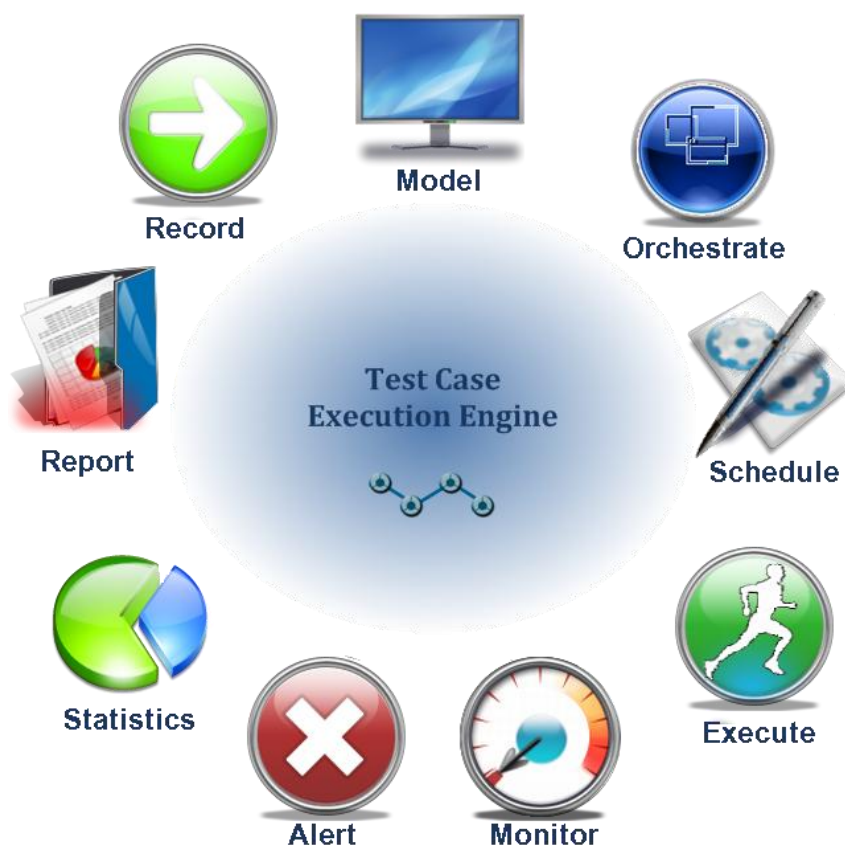 Model
Record
Orchestrate
Test Case
Execution Engine
Report
Schedule
Statistics
Execute
Alert
Monitor